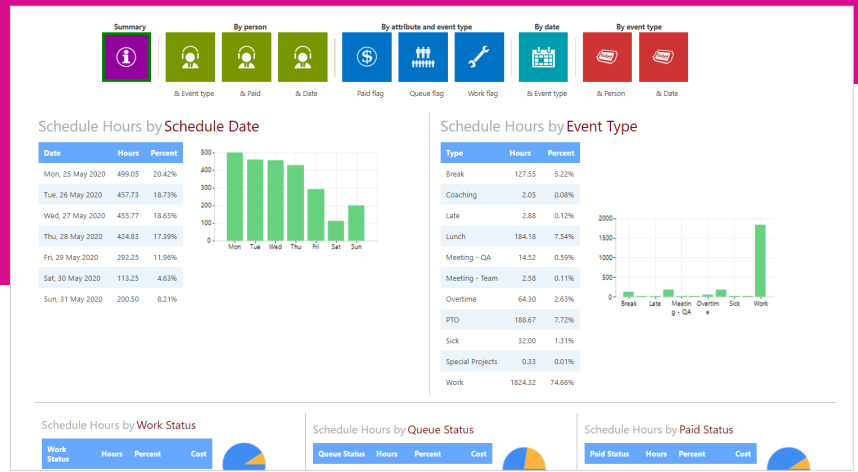 Summary By person By attribute and event type By date By event type
& Event type & Paid & Date Paid flag Queue flag Work flag & Event type & Person & Date
Schedule Hours by Schedule Date
Date Hours Percent
Mon, 25 May 2020 499.05 20.42%
Tue, 26 May 2020 457.73 18.73%
Wed, 27 May 2020 455.77 18.65%
Thu, 28 May 2020 424.83 17.39%
Fri, 29 May 2020 292.25 11.96%
Sat, 30 May 2020 113.25 4.63%
Sun, 31 May 2020 200.50 8.21%
500
400
300
200
100
0
Mon Tue Wed Thu Fri Sat Sun
Schedule Hours by Event Type
Type Hours Percent
Break 127.55 5.22%
Coaching 2.05 0.08%
Late 2.88 0.12%
Lunch 184.18 7.54%
Meeting - QA 14.52 0.59%
Meeting - Team 2.58 0.11%
Overtime 64.30 2.63%
PTO 188.67 7.72%
Sick 32.00 1.31%
Special Projects 0.33 0.01%
Work 1824.32 74.66%
2000
1500
1000
500
0
Break Late Meetin Overtim Sick Work
g - QA e
Schedule Hours by Work Status
Work
Status Hours Percent Cost
Schedule Hours by Queue Status
Queue Status Hours Percent Cost
Schedule Hours by Paid Status
Paid Status Hours Percent Cost